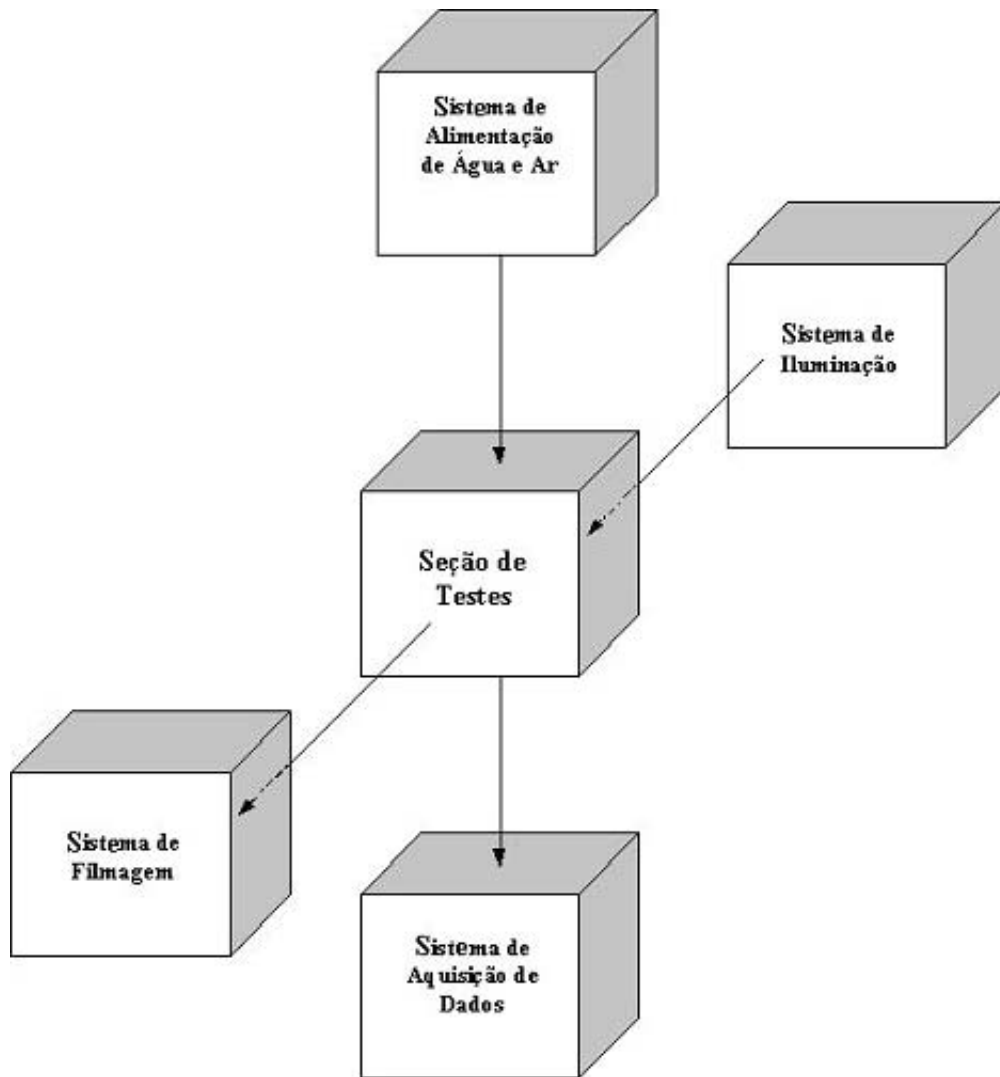 Sistema de
Alimentação
de Água e Ar
Sistema de
Iluminação
Seção de
Testes
Sistema de
Filmagem
Sistema de
Aquisição de
Dados